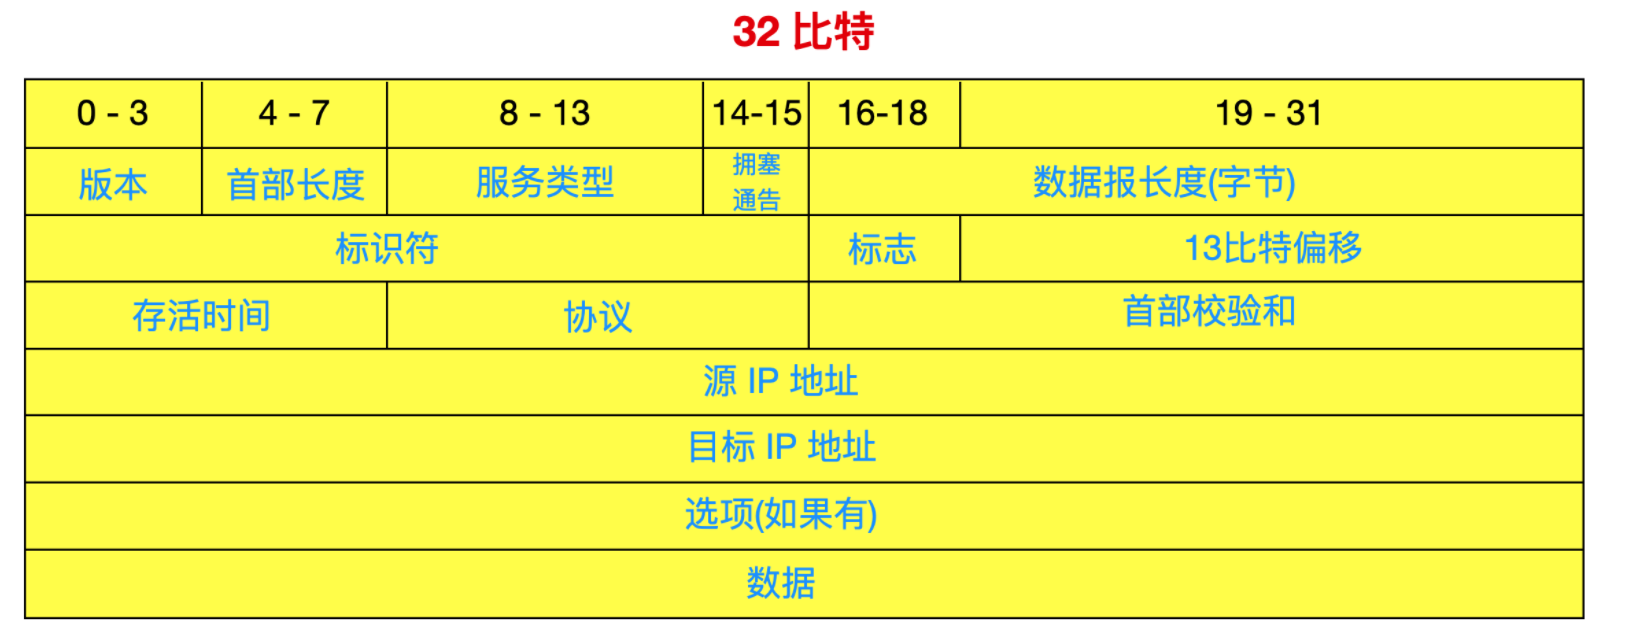 32 比特
0 - 3 4 - 7 8 - 13 14-15 16-18 19 - 31
版本 首部长度 服务类型 拥塞 通告 数据报长度(字节)
标识符 标志 13比特偏移
存活时间 协议 首部校验和
源 IP 地址
目标 IP 地址
选项(如果有)
数据